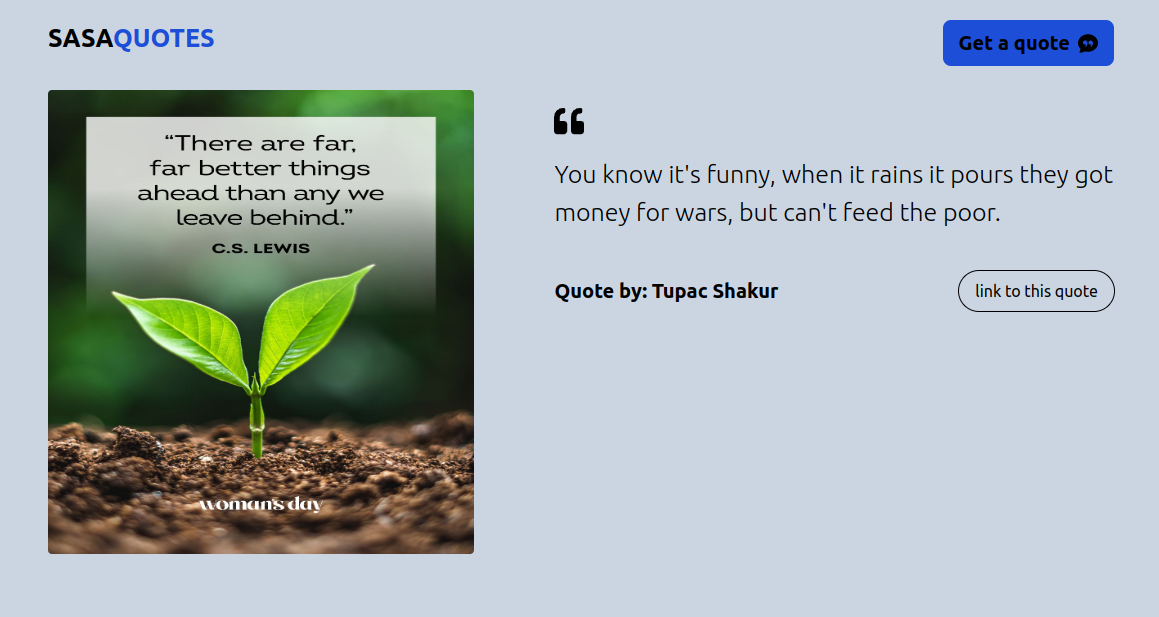 SASAQUOTES
Get a quote
“There are far,
far better things
ahead than any we
leave behind.”
C.S. LEWIS
woman's day
You know it's funny, when it rains it pours they got
money for wars, but can't feed the poor.
Quote by: Tupac Shakur
link to this quote